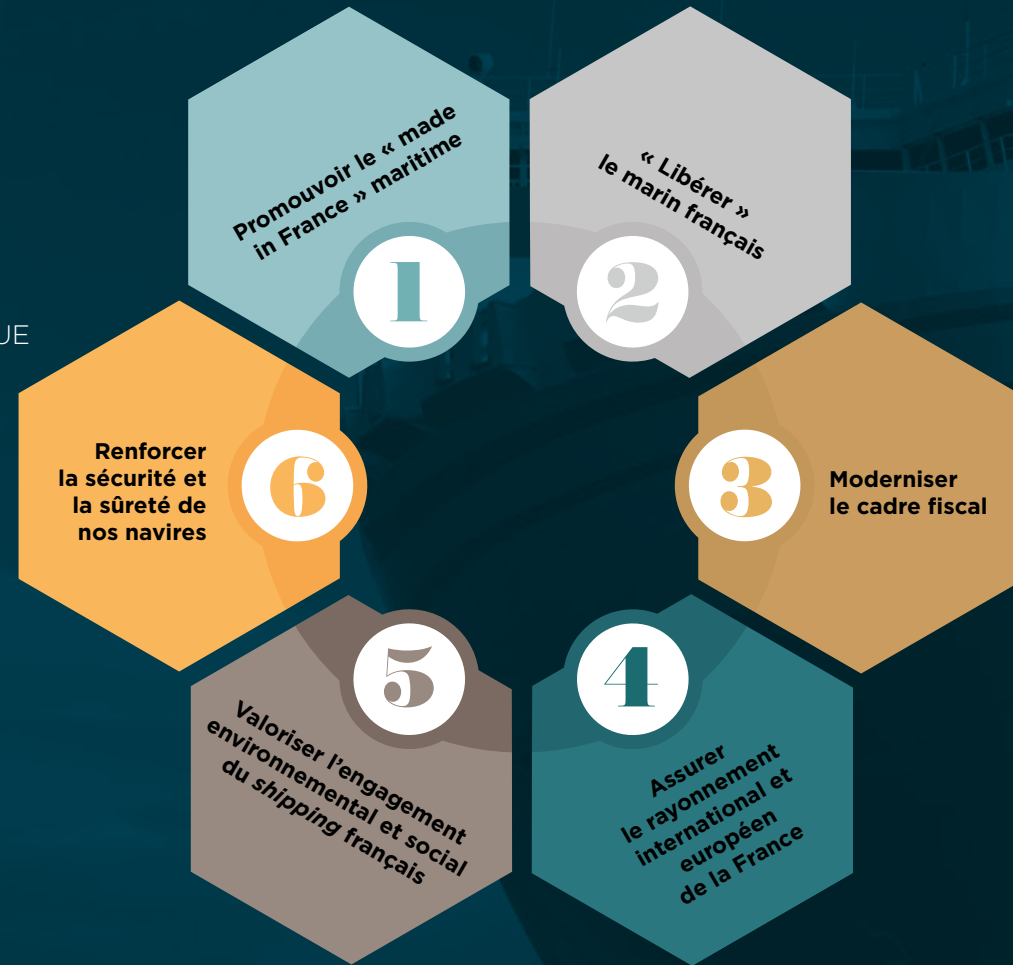 Promouvoir le « made
in France » maritime
1
« Libérer »
le marin français
2
UE
Moderniser
le cadre fiscal
3
Assurer
le rayonnement
international et
européen
de la France
4
Valoriser l'engagement
environnemental et social
du shipping français
5
Renforcer
la sécurité et
la sûreté de
nos navires
6